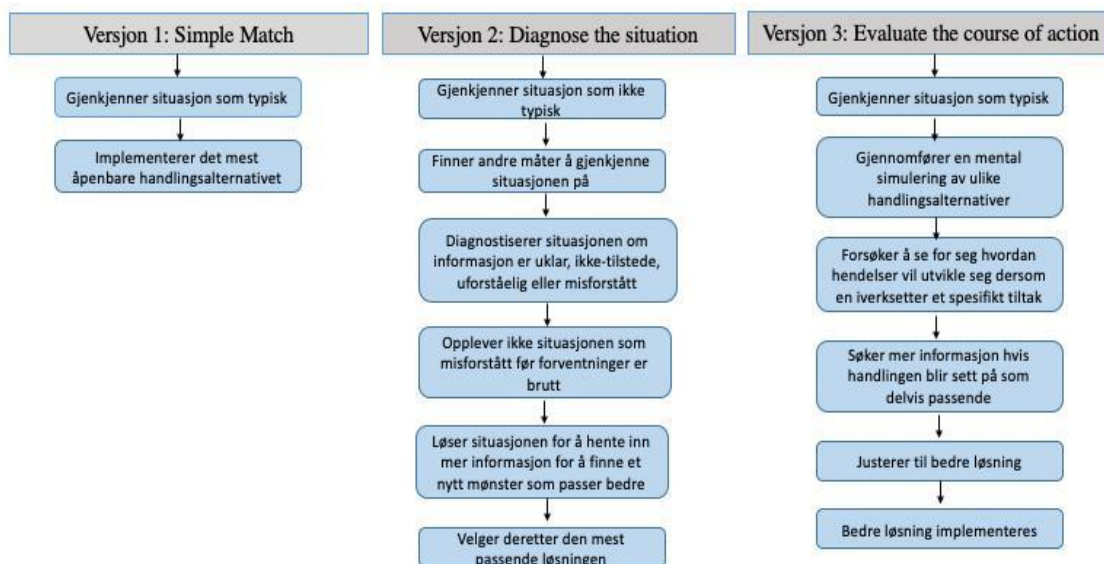 Versjon 1: Simple Match
Gjenkjenner situasjon som typisk
Implementerer det mest
åpenbare handlingsalternativet
Versjon 2: Diagnose the situation
Gjenkjenner situasjon som ikke
typisk
Finner andre måter å gjenkjenne
situasjonen på
Diagnostiserer situasjonen om
informasjon er uklar, ikke-tilstede,
uforståelig eller misforstått
Opplever ikke situasjonen som
misforstått før forventninger er
brutt
Løser situasjonen for å hente inn
mer informasjon for å finne et
nytt mønster som passer bedre
Velger deretter den mest
passende løsningen
Versjon 3: Evaluate the course of action
Gjenkjenner situasjon som typisk
Gjennomfører en mental
simulering av ulike
handlingsalternativer
Forsøker å se for seg hvordan
hendelser vil utvikle seg dersom
en iverksetter et spesifikt tiltak
Søker mer informasjon hvis
handlingen blir sett på som
delvis passende
Justerer til bedre løsning
Bedre løsning implementeres